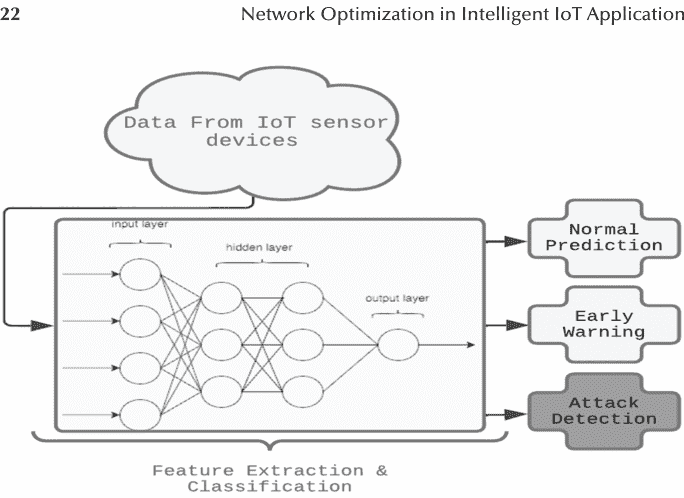 22
Network Optimization in Intelligent IoT Application
Data From IoT sensor
devices
input layer
hidden layer
output layer
Normal
Prediction
Early
Warning
Attack
Detection
Feature Extraction &
Classification